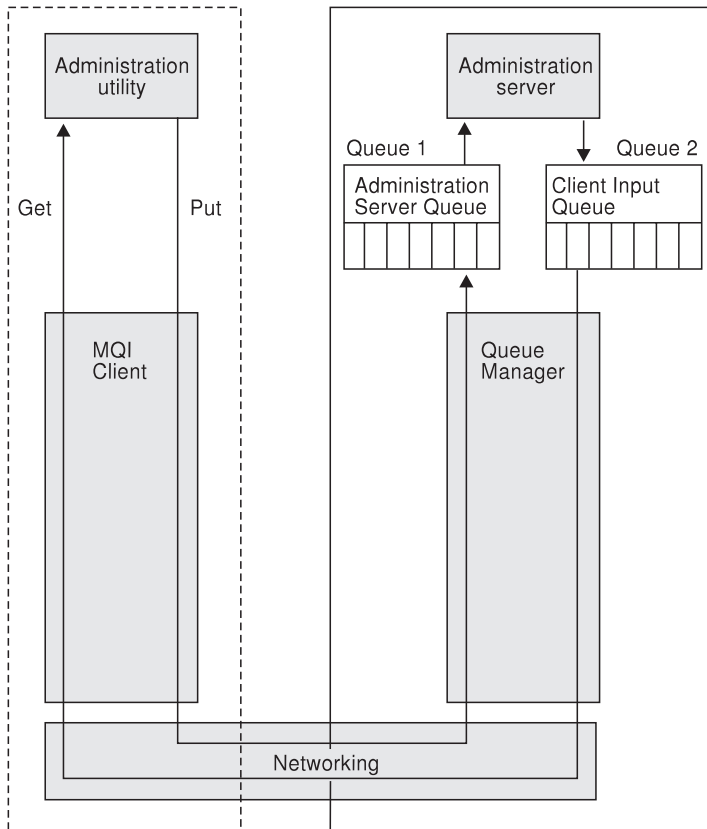 Administration
utility
Administration
server
Queue 1
Queue 2
Administration
Server Queue
Client Input
Queue
Get
Put
MQI
Client
Queue
Manager
Networking